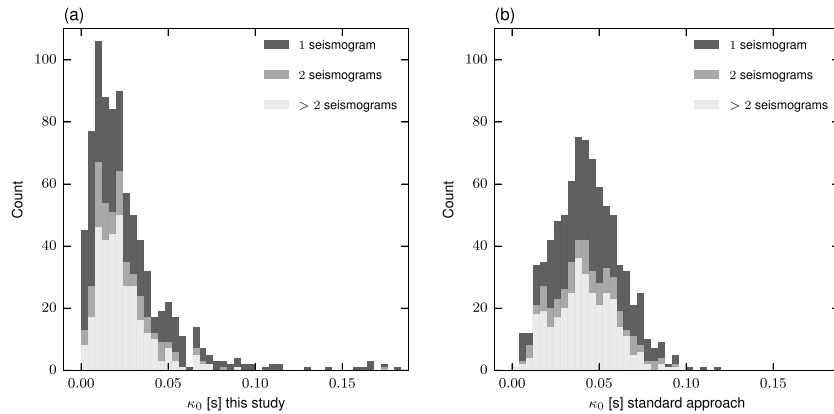 (a)
1 seismogram
2 seismograms
> 2 seismograms
100
80
60
40
20
0
Count
0.00 0.05 0.10 0.15
κ0 [s] this study
(b)
1 seismogram
2 seismograms
> 2 seismograms
100
80
60
40
20
0
Count
0.00 0.05 0.10 0.15
κ0 [s] standard approach